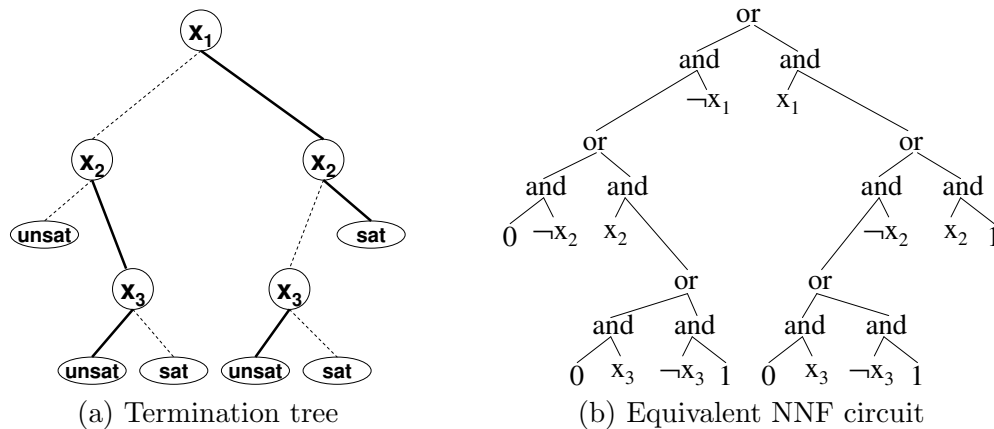 x1 or
and and
¬x1 x1
x2 x2 or or
and and and and
unsat sat 0 ¬x2 x2 ¬x2 x2 1
x3 x3 or or
and and and and
unsat sat unsat sat 0 x3 ¬x3 1 0 x3 ¬x3 1
(a) Termination tree (b) Equivalent NNF circuit